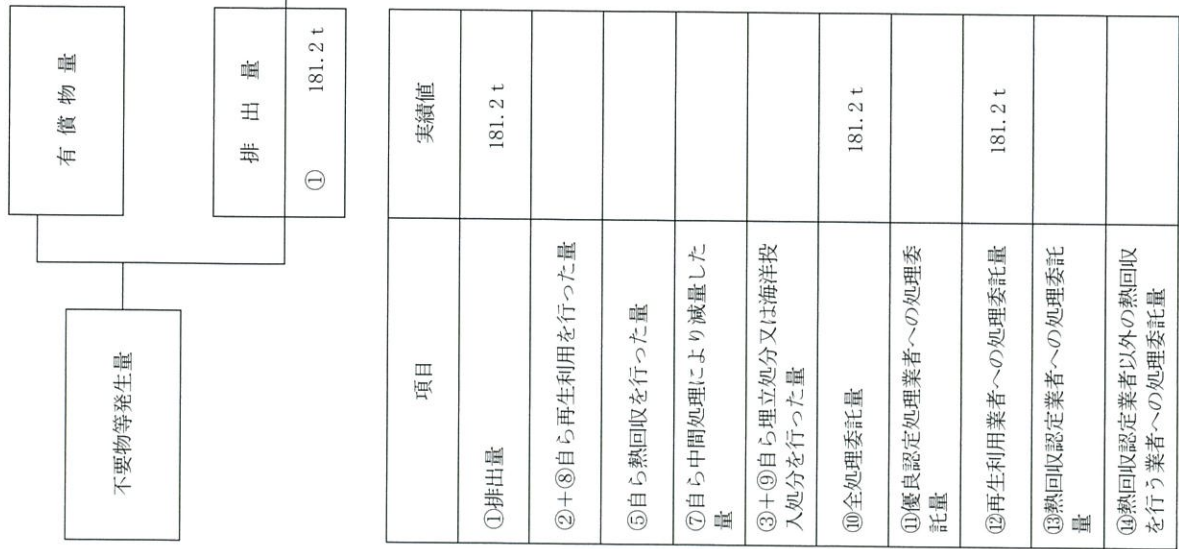 不要物等発生量
有償物量
排出量
① 181.2 t
項目 実績値
①排出量 181.2 t
②+⑧自ら再生利用を行った量
⑤自ら熱回収を行った量
⑦自ら中間処理により減量した
量
③+⑨自ら埋立処分又は海洋投
入処分を行った量
⑩全処理委託量 181.2 t
⑪優良認定処理業者への処理委
託量
⑫再生利用業者への処理委託量 181.2 t
⑬熱回収認定業者への処理委託
量
⑭熱回収認定業者以外の熱回収
を行う業者への処理委託量